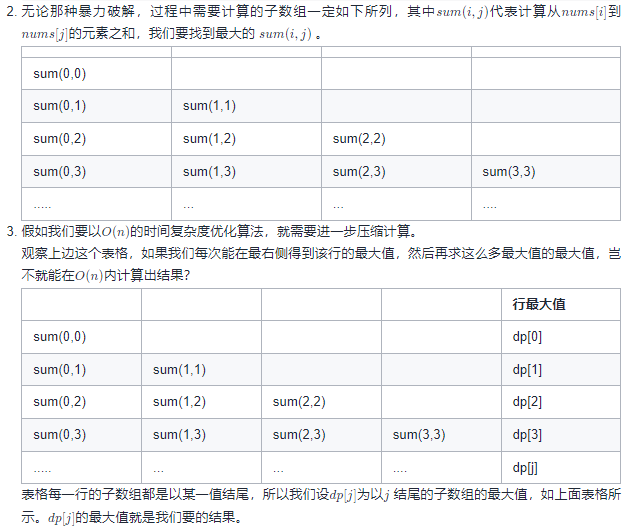 2. 无论那种暴力破解，过程中需要计算的子数组一定如下所列，其中sum(i,j)代表计算从nums[i]到
nums[j]的元素之和，我们要找到最大的 sum(i,j) 。
sum(0,0)
sum(0,1) sum(1,1)
sum(0,2) sum(1,2) sum(2,2)
sum(0,3) sum(1,3) sum(2,3) sum(3,3)
..... ... ... ....
3. 假如我们要以O(n)的时间复杂度优化算法，就需要进一步压缩计算。
观察上边这个表格，如果我们每次能在最右侧得到该行的最大值，然后再求这么多最大值的最大值，岂
不就能在O(n)内计算出结果？
行最大值
sum(0,0) dp[0]
sum(0,1) sum(1,1) dp[1]
sum(0,2) sum(1,2) sum(2,2) dp[2]
sum(0,3) sum(1,3) sum(2,3) sum(3,3) dp[3]
..... ... ... .... dp[j]
表格每一行的子数组都是以某一值结尾，所以我们设dp[j]为以j 结尾的子数组的最大值，如上面表格所
示。dp[j]的最大值就是我们要的结果。